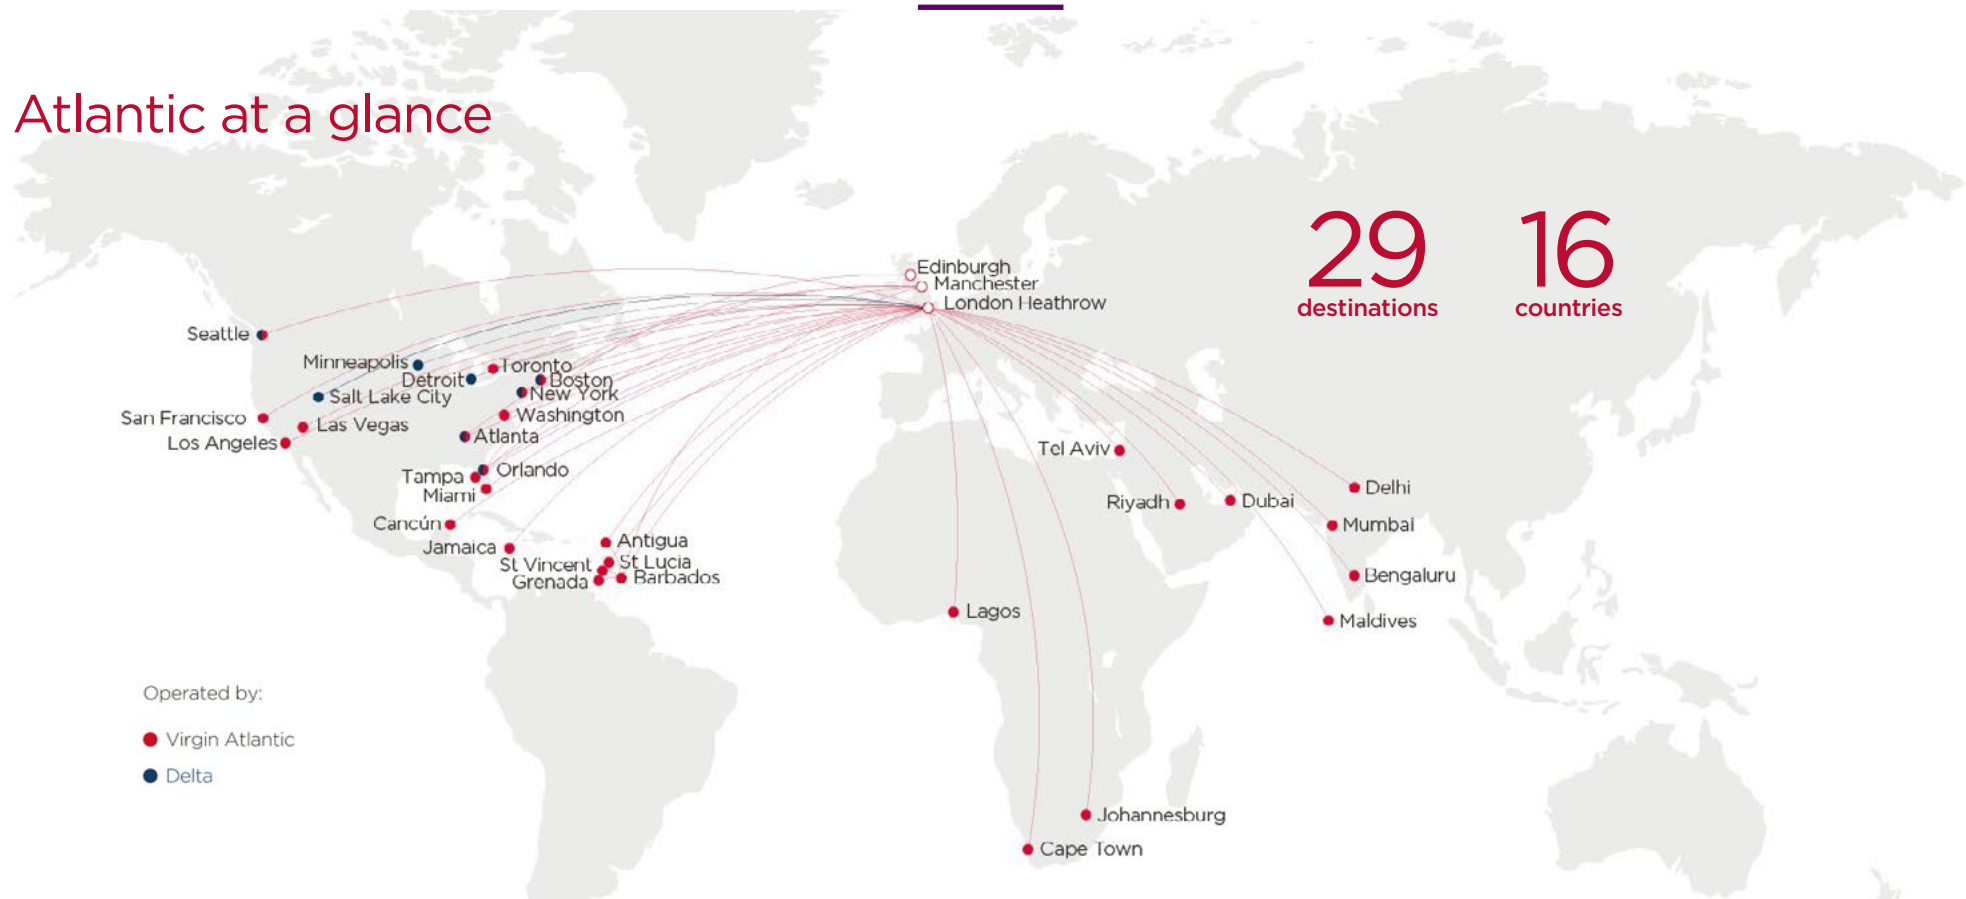 Atlantic at a glance
29
destinations
16
countries
Edinburgh
Manchester
London Heathrow
Seattle
Minneapolis
Toronto
Detroit
Boston
Salt Lake City
New York
San Francisco
Las Vegas
Washington
Los Angeles
Atlanta
Tampa
Orlando
Miami
Cancún
Jamaica
Antigua
St Vincent
St Lucia
Grenada
Barbados
Tel Aviv
Riyadh
Dubai
Delhi
Mumbai
Bengaluru
Maldives
Lagos
Johannesburg
Cape Town
Operated by:
Virgin Atlantic
Delta